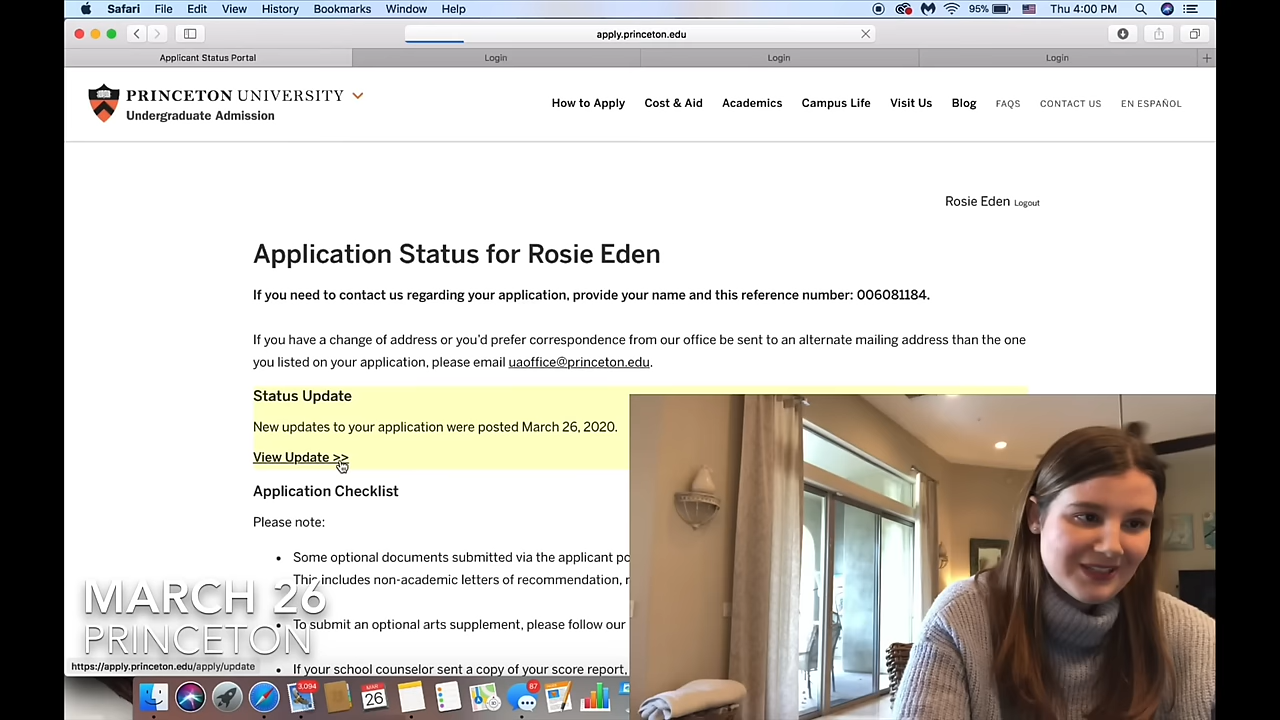 Safari File Edit View History Bookmarks Window Help 95% Thu 4:00 PM
apply.princeton.edu
Applicant Status Portal Login Login Login
PRINCETON UNIVERSITY
Undergraduate Admission
How to Apply Cost & Aid Academics Campus Life Visit Us Blog FAQS CONTACT US EN ESPAÑOL
Rosie Eden Logout
Application Status for Rosie Eden
If you need to contact us regarding your application, provide your name and this reference number: 006081184.
If you have a change of address or you'd prefer correspondence from our office be sent to an alternate mailing address than the one
you listed on your application, please email uaoffice@princeton.edu.
Status Update
New updates to your application were posted March 26, 2020.
View Update >>
Application Checklist
Please note:
• Some optional documents submitted via the applicant po
This includes non-academic letters of recommendation, r
• To submit an optional arts supplement, please follow our
• If your school counselor sent a copy of your score report,
MARCH 26
PRINCETON
https://apply.princeton.edu/apply/update
3,094 MAR 26 87